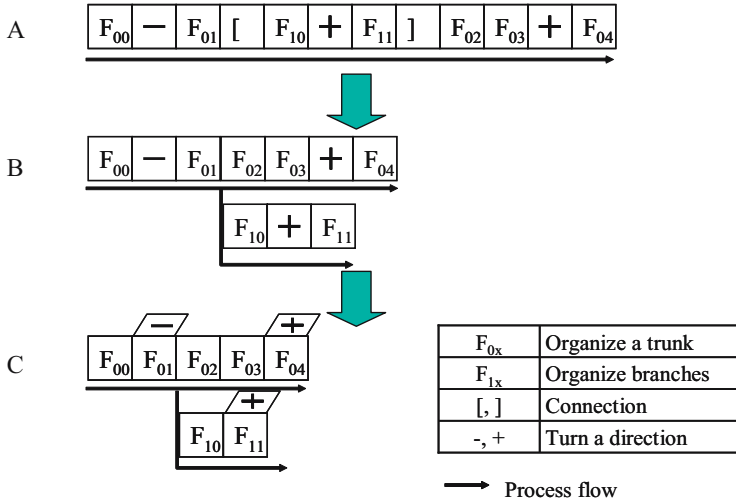 A F₀₀ − F₀₁ [ F₁₀ + F₁₁ ] F₀₂ F₀₃ + F₀₄
B F₀₀ − F₀₁ F₀₂ F₀₃ + F₀₄
F₁₀ + F₁₁
− +
C F₀₀ F₀₁ F₀₂ F₀₃ F₀₄
+
F₁₀ F₁₁
F₀ₓ Organize a trunk
F₁ₓ Organize branches
[, ] Connection
-, + Turn a direction
Process flow